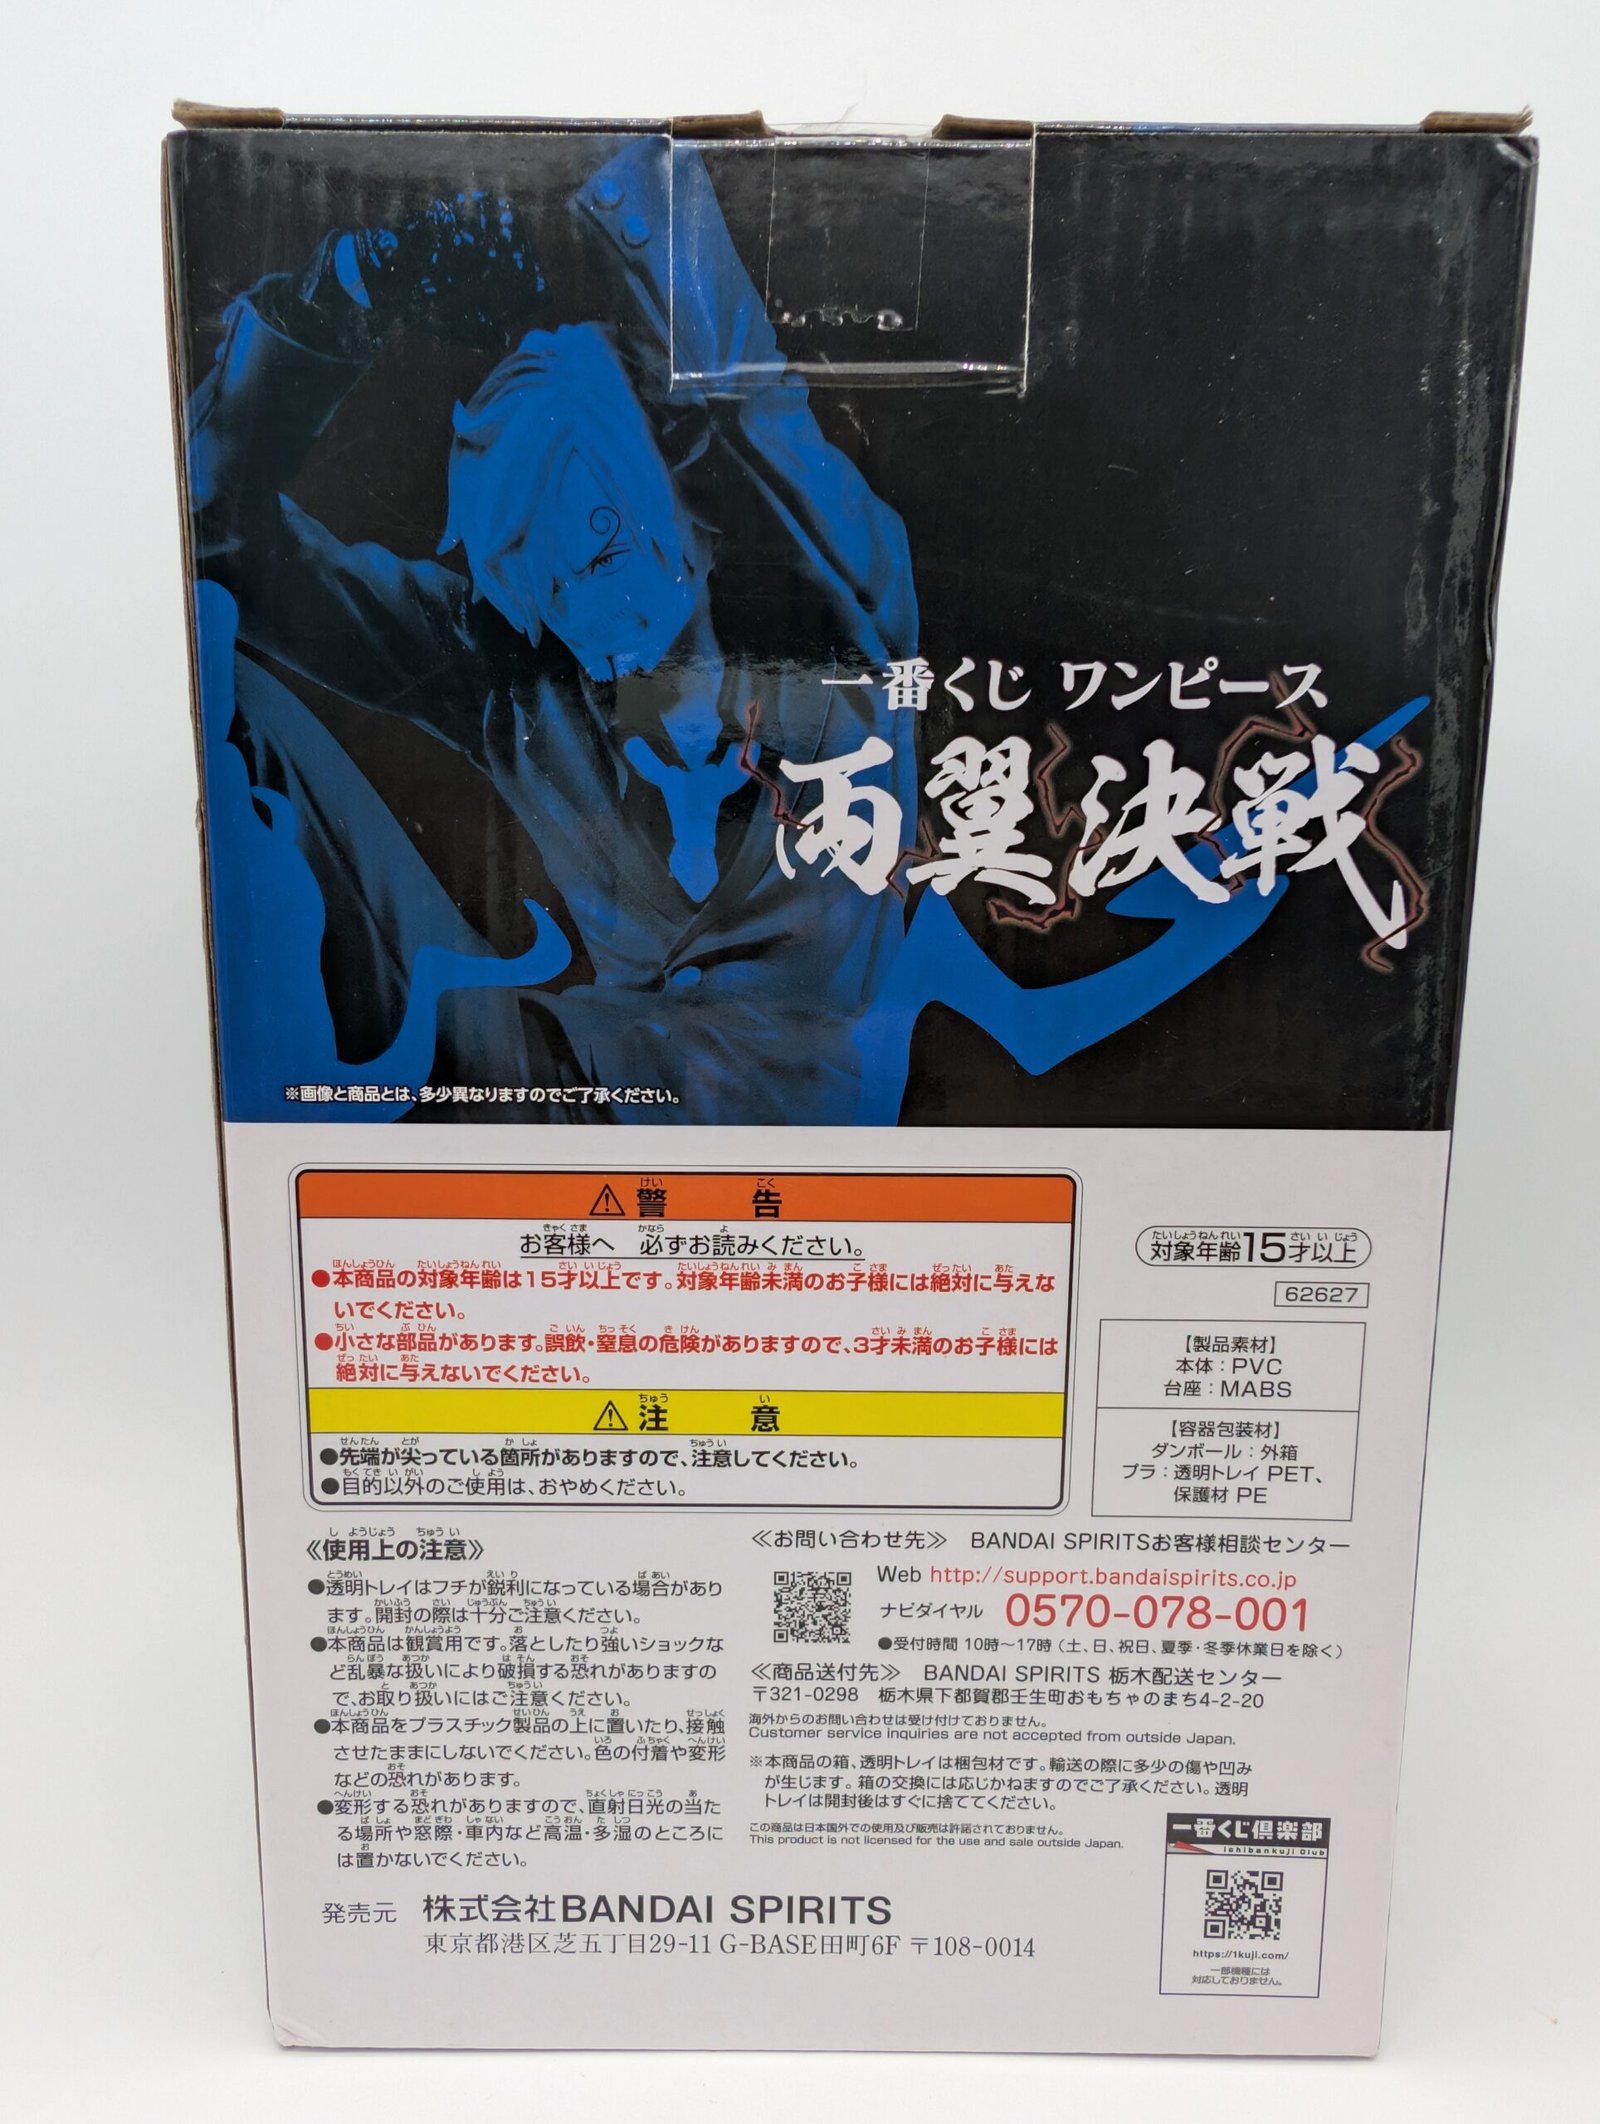 一番くじ ワンピース
両翼決戦
※画像と商品とは、多少異なりますのでご了承ください。
警告
お客様へ 必ずお読みください。
●本商品の対象年齢は15才以上です。対象年齢未満のお子様には絶対に与えな
いでください。
●小さな部品があります。誤飲・窒息の危険がありますので、3才未満のお子様には
絶対に与えないでください。
注意
●先端が尖っている箇所がありますので、注意してください。
●目的以外のご使用は、おやめください。
対象年齢15才以上
62627
【製品素材】
本体：PVC
台座：MABS
【容器包装材】
ダンボール：外箱
プラ：透明トレイ PET、
保護材 PE
《使用上の注意》
●透明トレイはフチが鋭利になっている場合があり
ます。開封の際は十分ご注意ください。
●本商品は観賞用です。落としたり強いショックな
ど乱暴な扱いにより破損する恐れがありますの
で、お取り扱いにはご注意ください。
●本商品をプラスチック製品の上に置いたり、接触
させたままにしないでください。色の付着や変形
などの恐れがあります。
●変形する恐れがありますので、直射日光の当た
る場所や窓際・車内など高温・多湿のところに
は置かないでください。
≪お問い合わせ先≫ BANDAI SPIRITSお客様相談センター
Web http://support.bandaispirits.co.jp
ナビダイヤル 0570-078-001
●受付時間 10時〜17時（土、日、祝日、夏季・冬季休業日を除く）
≪商品送付先≫ BANDAI SPIRITS 栃木配送センター
〒321-0298 栃木県下都賀郡壬生町おもちゃのまち4-2-20
海外からのお問い合わせは受け付けておりません。
Customer service inquiries are not accepted from outside Japan.
※本商品の箱、透明トレイは梱包材です。輸送の際に多少の傷や凹み
が生じます。箱の交換には応じかねますのでご了承ください。透明
トレイは開封後はすぐに捨ててください。
この商品は日本国外での使用及び販売は許諾されておりません。
This product is not licensed for the use and sale outside Japan.
一番くじ倶楽部
ichibankuji Club
https://1kuji.com/
一部機種には
対応しておりません。
発売元 株式会社BANDAI SPIRITS
東京都港区芝五丁目29-11 G-BASE田町6F 〒108-0014